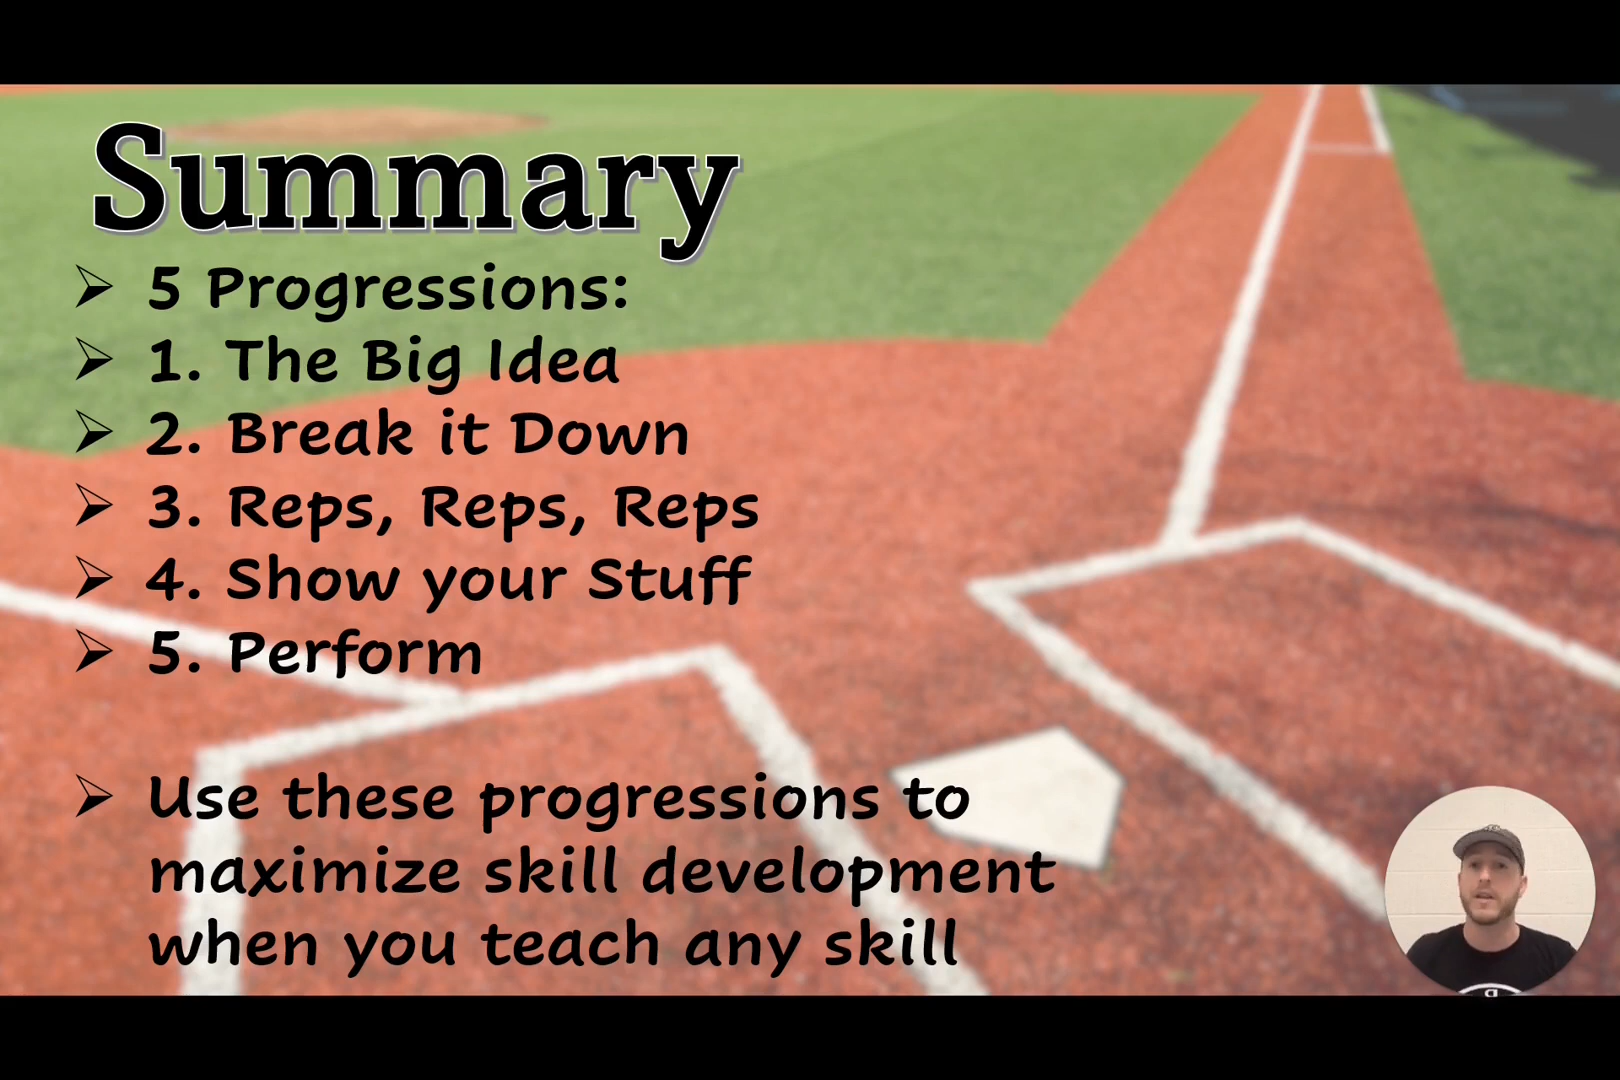 Summary
5 Progressions:
1. The Big Idea
2. Break it Down
3. Reps, Reps, Reps
4. Show your Stuff
5. Perform
Use these progressions to
maximize skill development
when you teach any skill